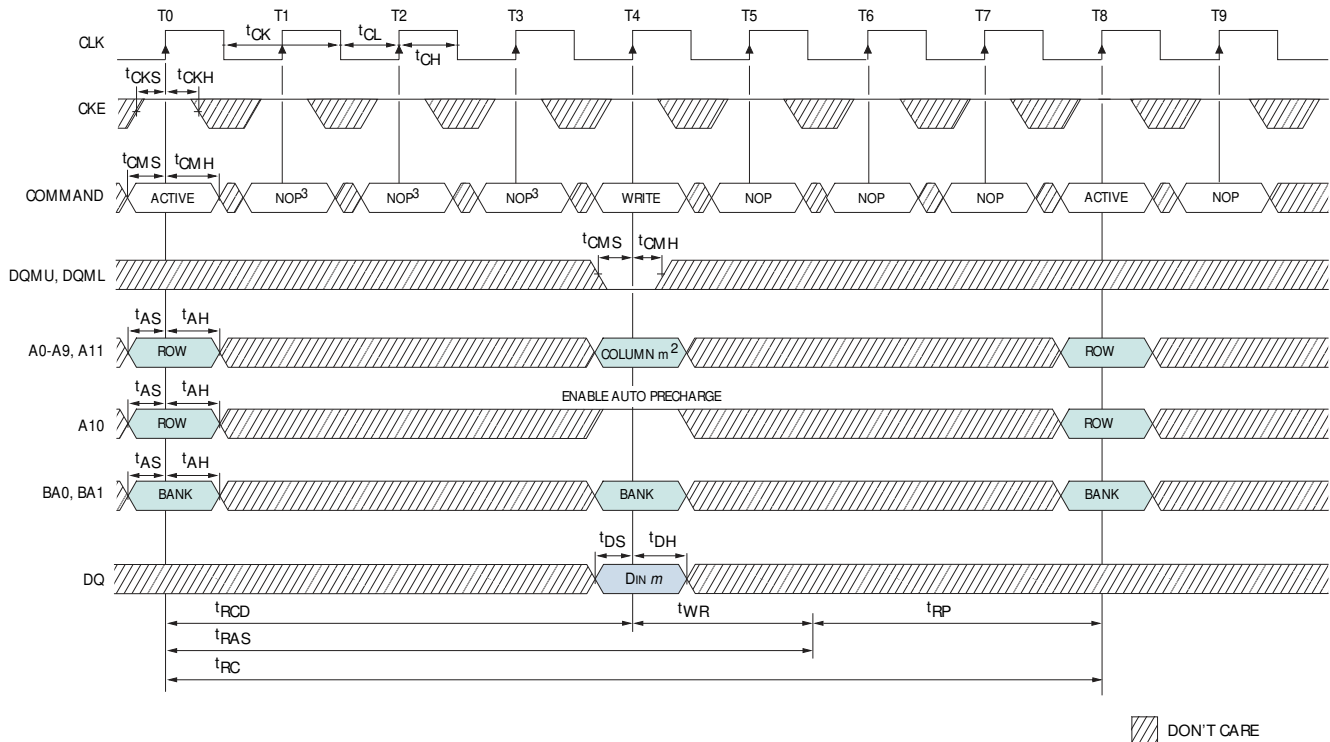 T0 T1 T2 T3 T4 T5 T6 T7 T8 T9
CLK
tCK tCL
tCH
tCKS tCKH
CKE
tCMS tCMH
COMMAND ACTIVE NOP3 NOP3 NOP3 WRITE NOP NOP NOP ACTIVE NOP
tCMS tCMH
DQMU, DQML
tAS tAH
A0-A9, A11 ROW COLUMN m2 ROW
tAS tAH
ENABLE AUTO PRECHARGE
A10 ROW ROW
tAS tAH
BA0, BA1 BANK BANK BANK
tDS tDH
DQ DIN m
tRCD tWR tRP
tRAS
tRC
DON'T CARE